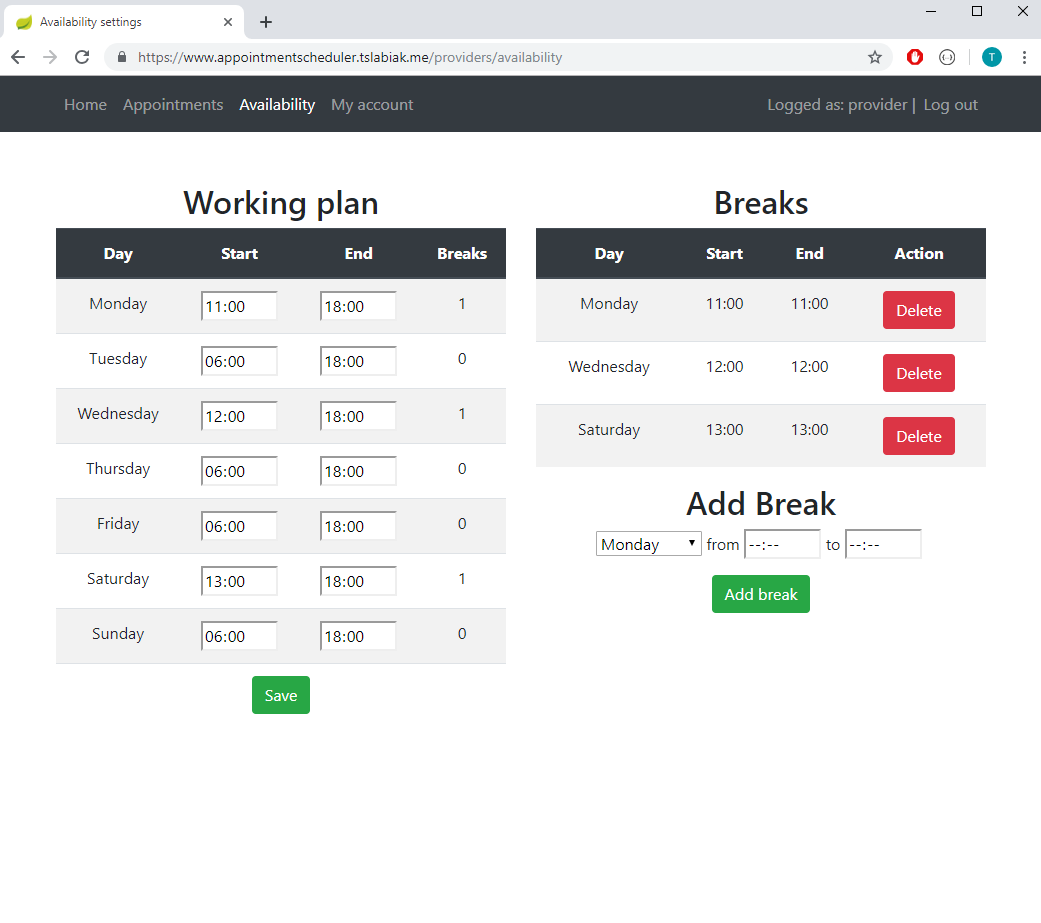 Availability settings
https://www.appointmentscheduler.tslabiak.me/providers/availability
T
Home Appointments Availability My account Logged as: provider | Log out
Working plan
Day Start End Breaks
Monday 11:00 18:00 1
Tuesday 06:00 18:00 0
Wednesday 12:00 18:00 1
Thursday 06:00 18:00 0
Friday 06:00 18:00 0
Saturday 13:00 18:00 1
Sunday 06:00 18:00 0
Save
Breaks
Day Start End Action
Monday 11:00 11:00 Delete
Wednesday 12:00 12:00 Delete
Saturday 13:00 13:00 Delete
Add Break
Monday from --:-- to --:--
Add break